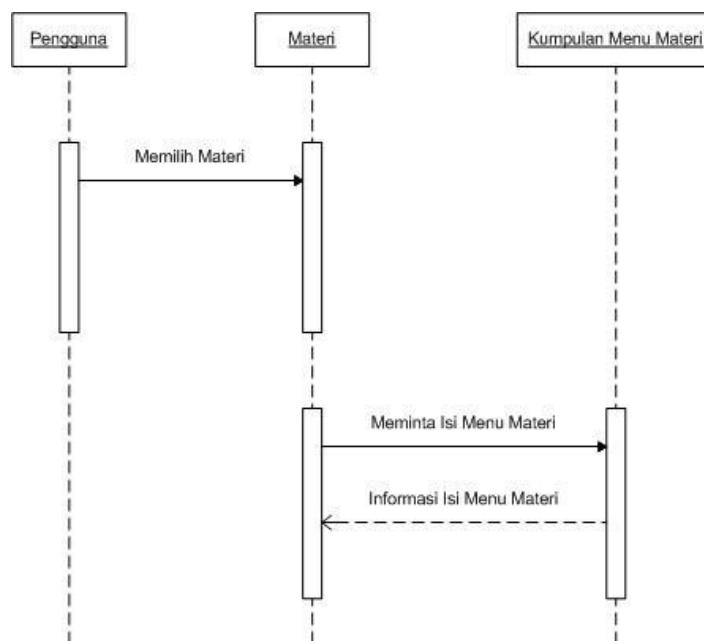 Pengguna
Materi
Kumpulan Menu Materi
Memilih Materi
Meminta Isi Menu Materi
Informasi Isi Menu Materi